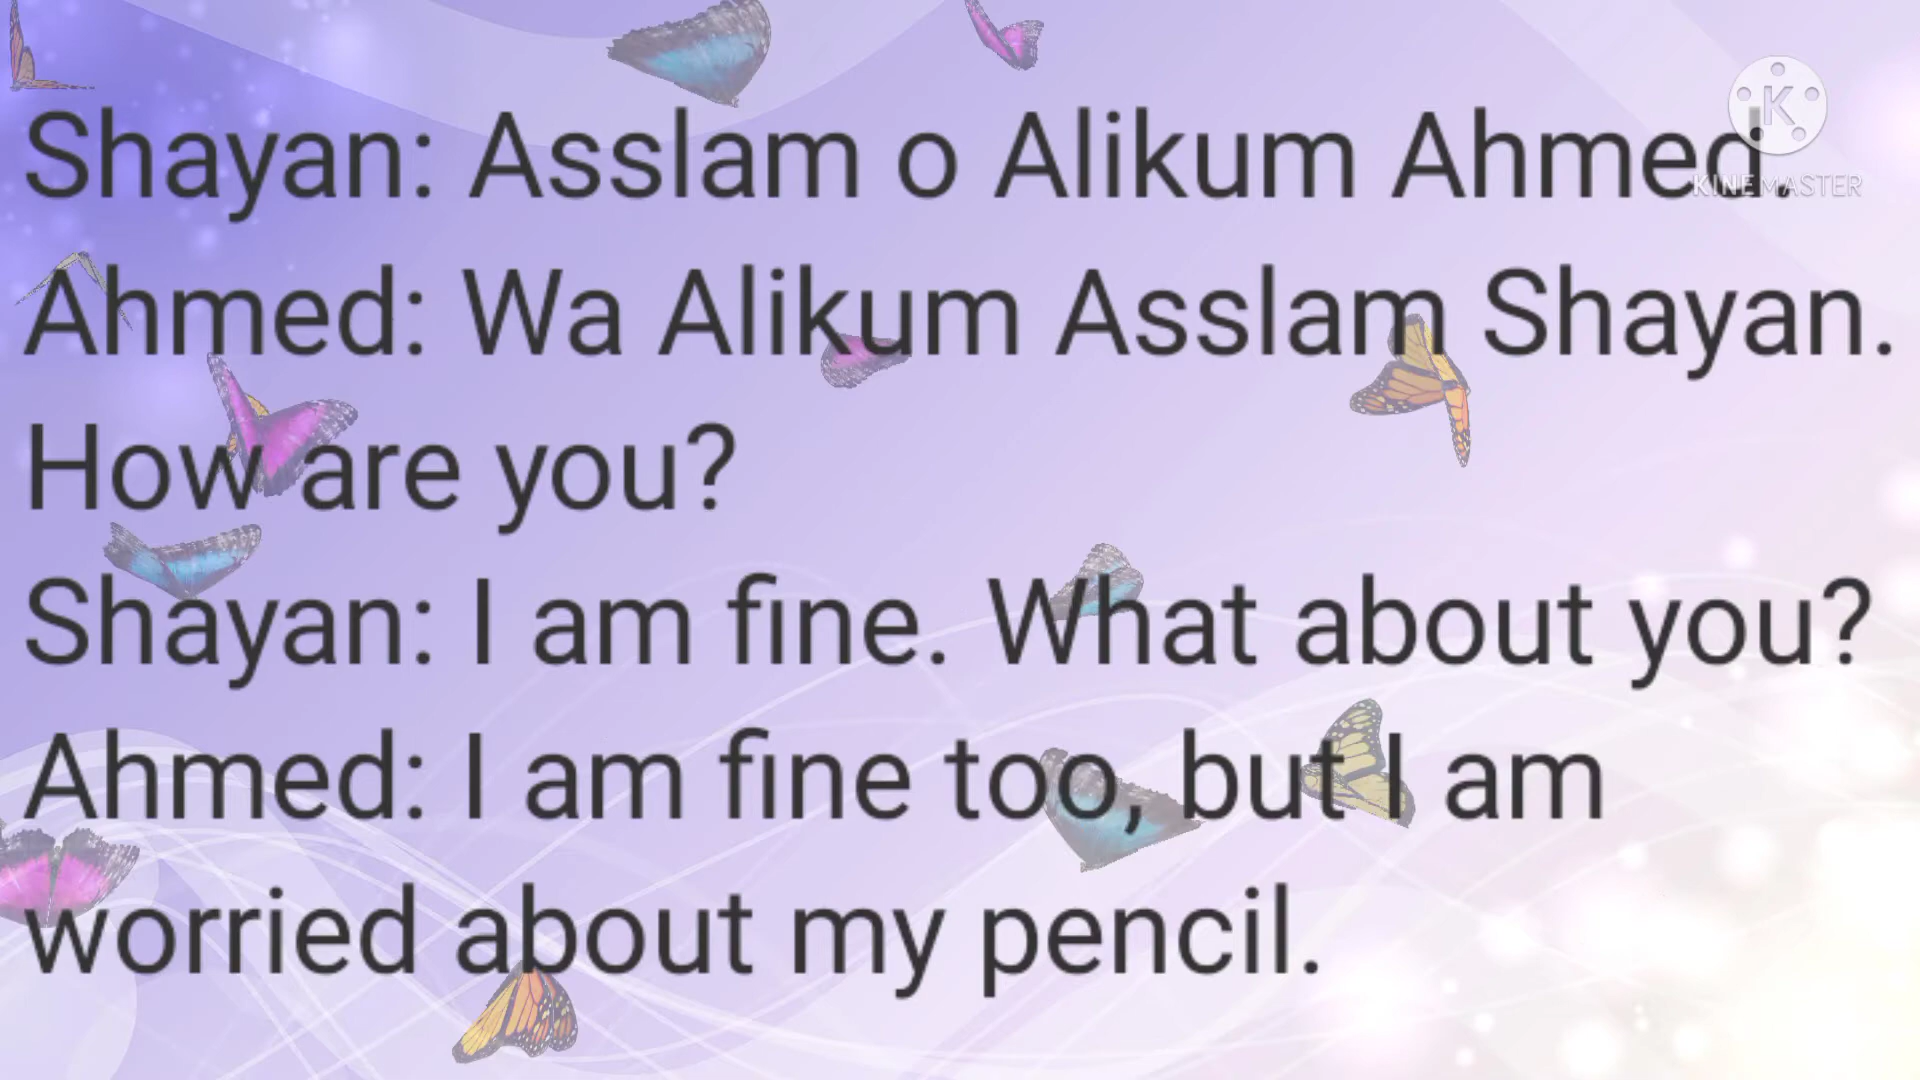 Shayan: Asslam o Alikum Ahmed.
Ahmed: Wa Alikum Asslam Shayan.
How are you?
Shayan: I am fine. What about you?
Ahmed: I am fine too, but I am
worried about my pencil.
K
KINEMASTER